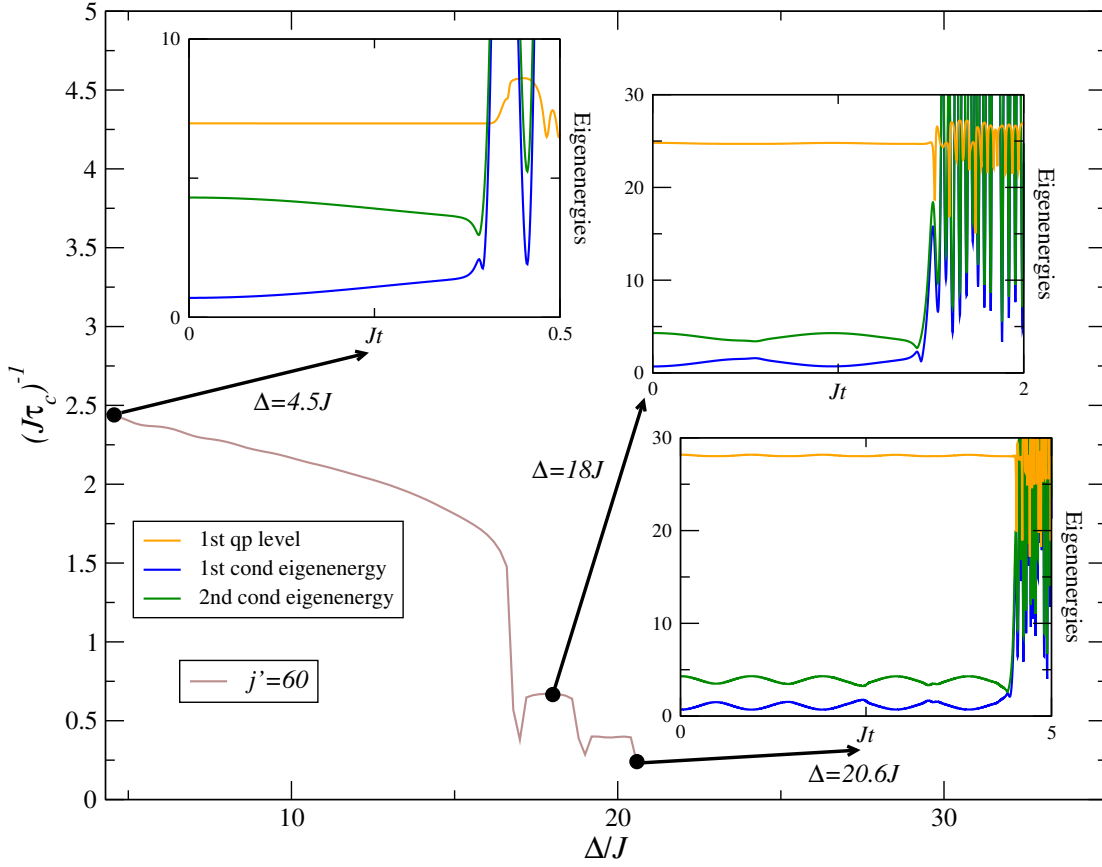 5
4.5
4
3.5
3
2.5
2
1.5
1
0.5
0
(Jτc)⁻¹
10
0
0
Jt
0.5
Eigenenergies
30
20
10
0
0
Jt
2
Eigenenergies
Δ=4.5J
Δ=18J
30
20
10
0
0
Jt
5
Eigenenergies
Δ=20.6J
1st qp level
1st cond eigenenergy
2nd cond eigenenergy
j'=60
10
20
30
Δ/J